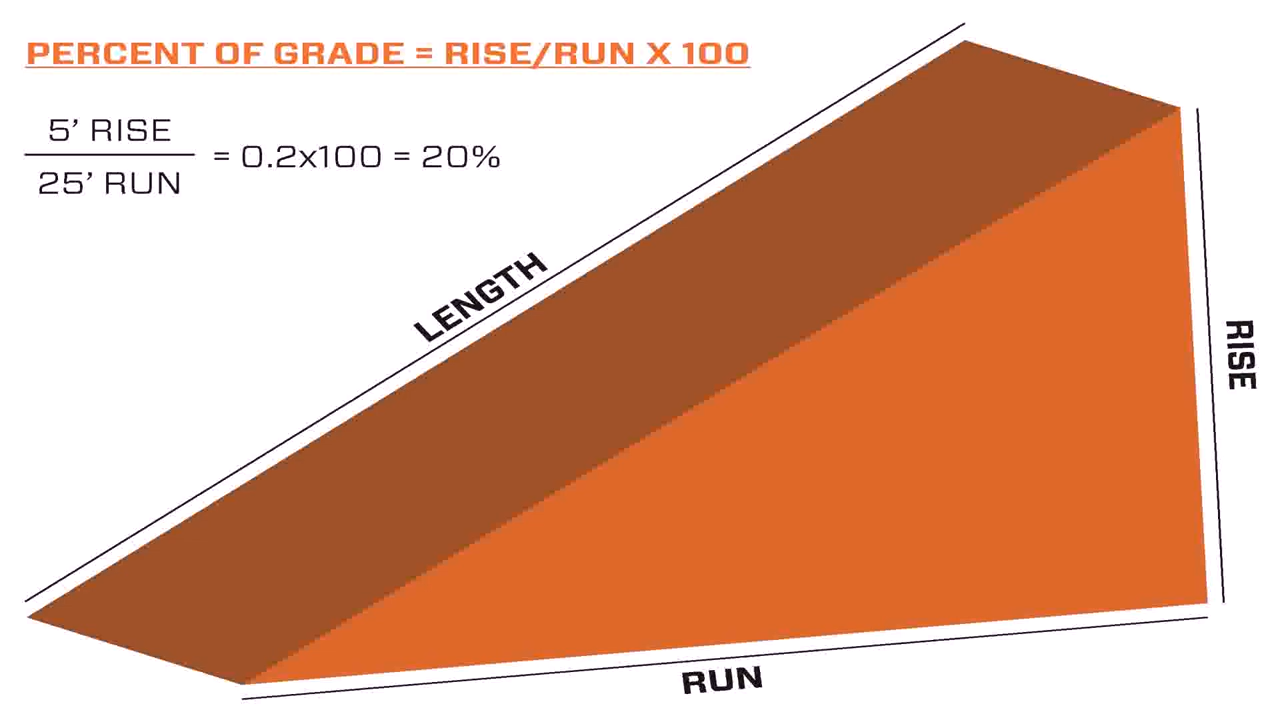 PERCENT OF GRADE = RISE/RUN X 100
5’ RISE
25’ RUN
= 0.2x100 = 20%
LENGTH
RISE
RUN